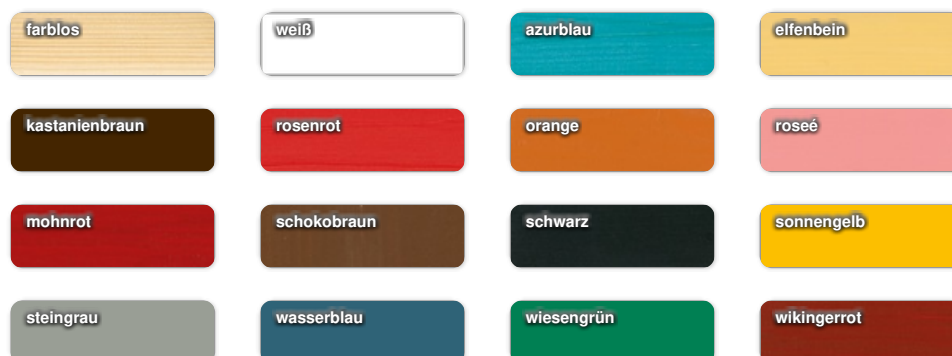 farblos
weiß
azurblau
elfenbein
kastanienbraun
rosenrot
orange
roseé
mohnrot
schokobraun
schwarz
sonnengelb
steingrau
wasserblau
wiesengrün
wikingerrot